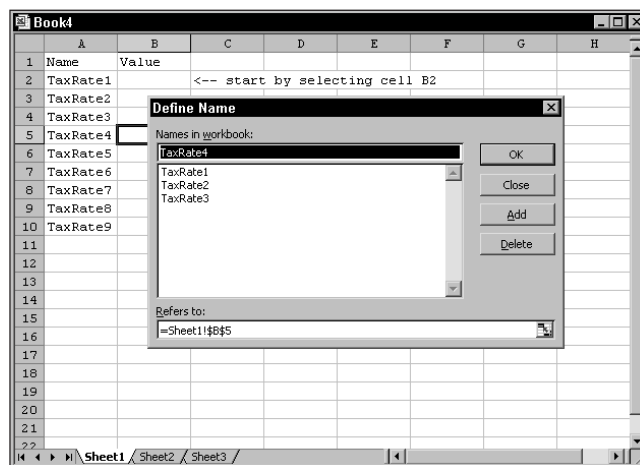 Book4
A B C D E F G H
1 Name Value
2 TaxRate1 <-- start by selecting cell B2
3 TaxRate2
4 TaxRate3
5 TaxRate4
6 TaxRate5
7 TaxRate6
8 TaxRate7
9 TaxRate8
10 TaxRate9
11
12
13
14
15
16
17
18
19
20
21
22
Define Name
Names in workbook:
TaxRate4
TaxRate1
TaxRate2
TaxRate3
OK
Close
Add
Delete
Refers to:
=Sheet1!$B$5
Sheet1 Sheet2 Sheet3